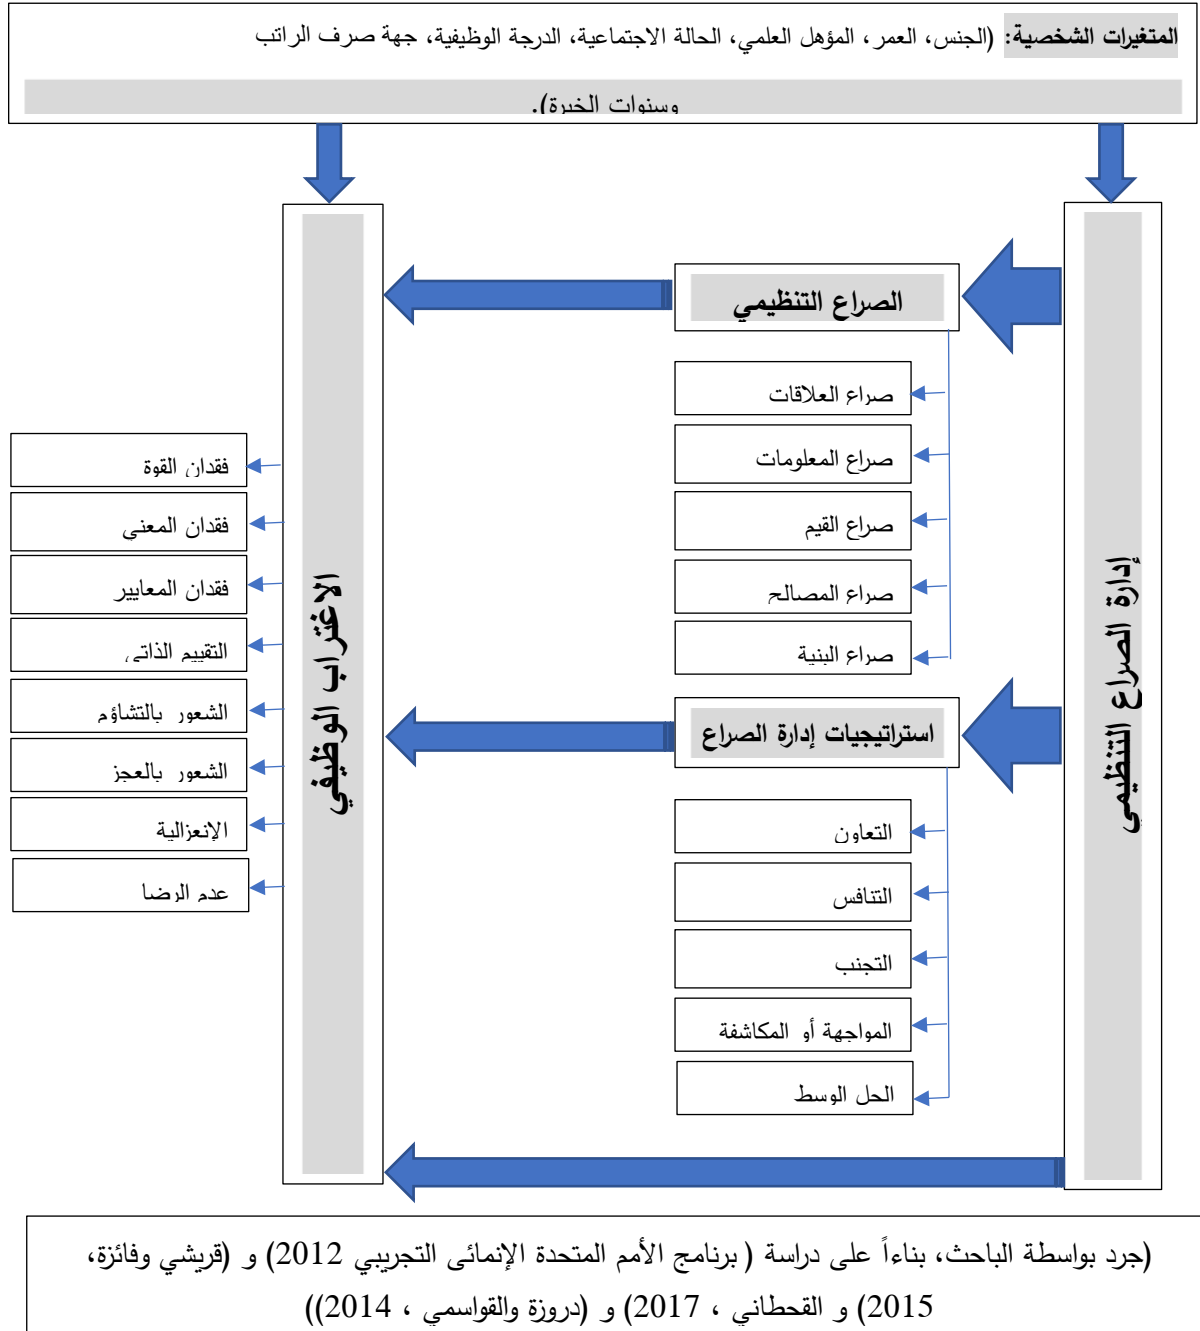 المتغيرات الشخصية: (الجنس، العمر، المؤهل العلمي، الحالة الاجتماعية، الدرجة الوظيفية، جهة صرف الراتب
وسنوات الخبرة).
إدارة الصراع التنظيمي
الصراع التنظيمي
صراع العلاقات
صراع المعلومات
صراع القيم
صراع المصالح
صراع البنية
استراتيجيات إدارة الصراع
التعاون
التنافس
التجنب
المواجهة أو المكاشفة
الحل الوسط
الاغتراب الوظيفي
فقدان القوة
فقدان المعنى
فقدان المعايير
التقييم الذاتي
الشعور بالتشاؤم
الشعور بالعجز
الإنعزالية
عدم الرضا
(جرد بواسطة الباحث، بناءاً على دراسة ( برنامج الأمم المتحدة الإنمائى التجريبي 2012) و (قريشي وفائزة،
2015) و القحطاني ، 2017) و (دروزة والقواسمي ، 2014))